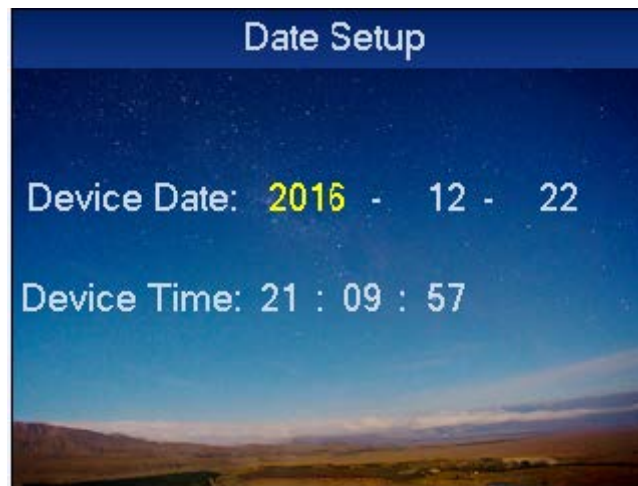 Date Setup
Device Date: 2016 - 12 - 22
Device Time: 21 : 09 : 57